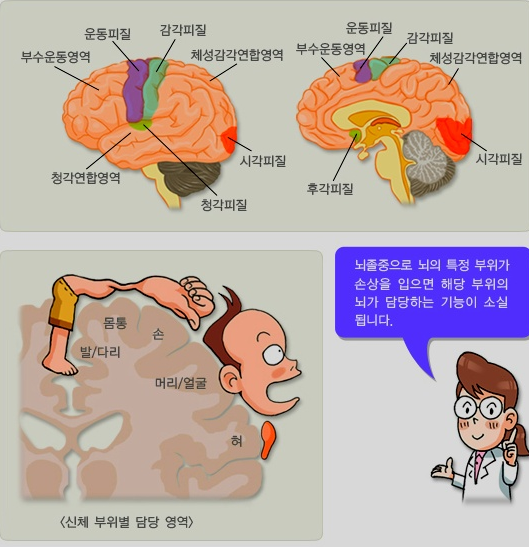 운동피질
감각피질
부수운동영역
체성감각연합영역
시각피질
청각연합영역
청각피질
운동피질
감각피질
부수운동영역
체성감각연합영역
시각피질
후각피질
몸통
손
발/다리
머리/얼굴
혀
〈신체 부위별 담당 영역〉
뇌졸중으로 뇌의 특정 부위가
손상을 입으면 해당 부위의
뇌가 담당하는 기능이 소실
됩니다.